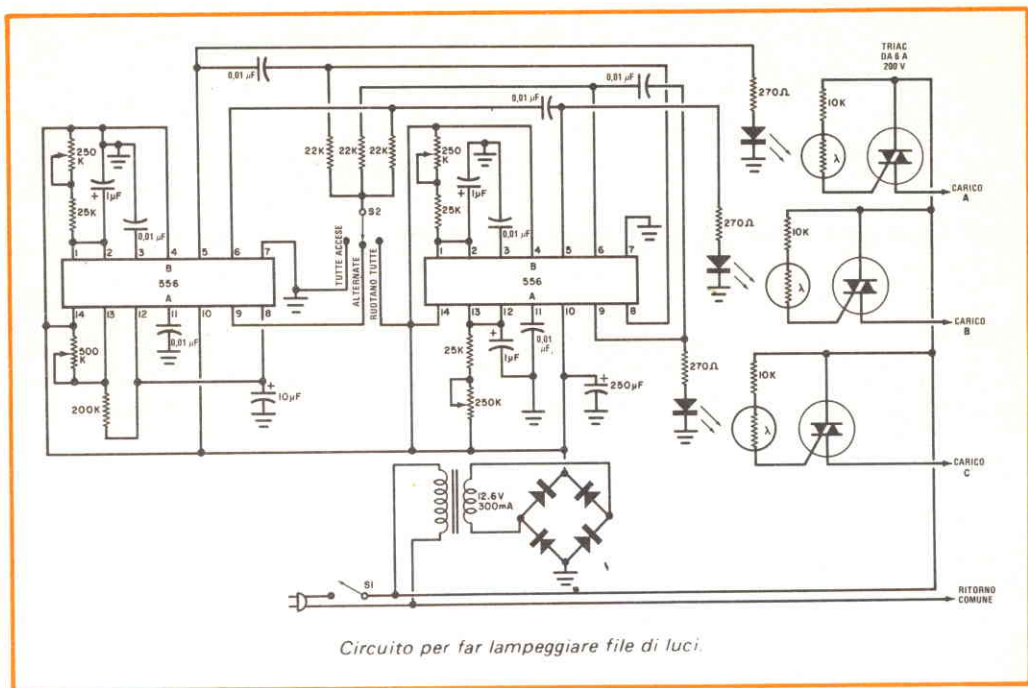 TRIAC
DA 6 A
200 V
0,01 µF
0,01 µF
0,01 µF
270Ω
10K
λ
CARICO
A
250
K
1µF
25K
0,01 µF
22K
22K
22K
S2
250
K
1µF
25K
0,01 µF
270Ω
10K
λ
CARICO
B
1
2
3
4
5
6
7
B
556
A
14
13
12
11
10
9
8
TUTTE ACCESE
ALTERNATE
RUOTANO TUTTE
1
2
3
4
5
6
7
B
556
A
14
13
12
11
10
9
8
500
K
200K
0,01 µF
10µF
25K
250K
1µF
0,01
µF
250µF
270Ω
10K
λ
CARICO
C
12.6V
300mA
S1
RITORNO
COMUNE
Circuito per far lampeggiare file di luci.